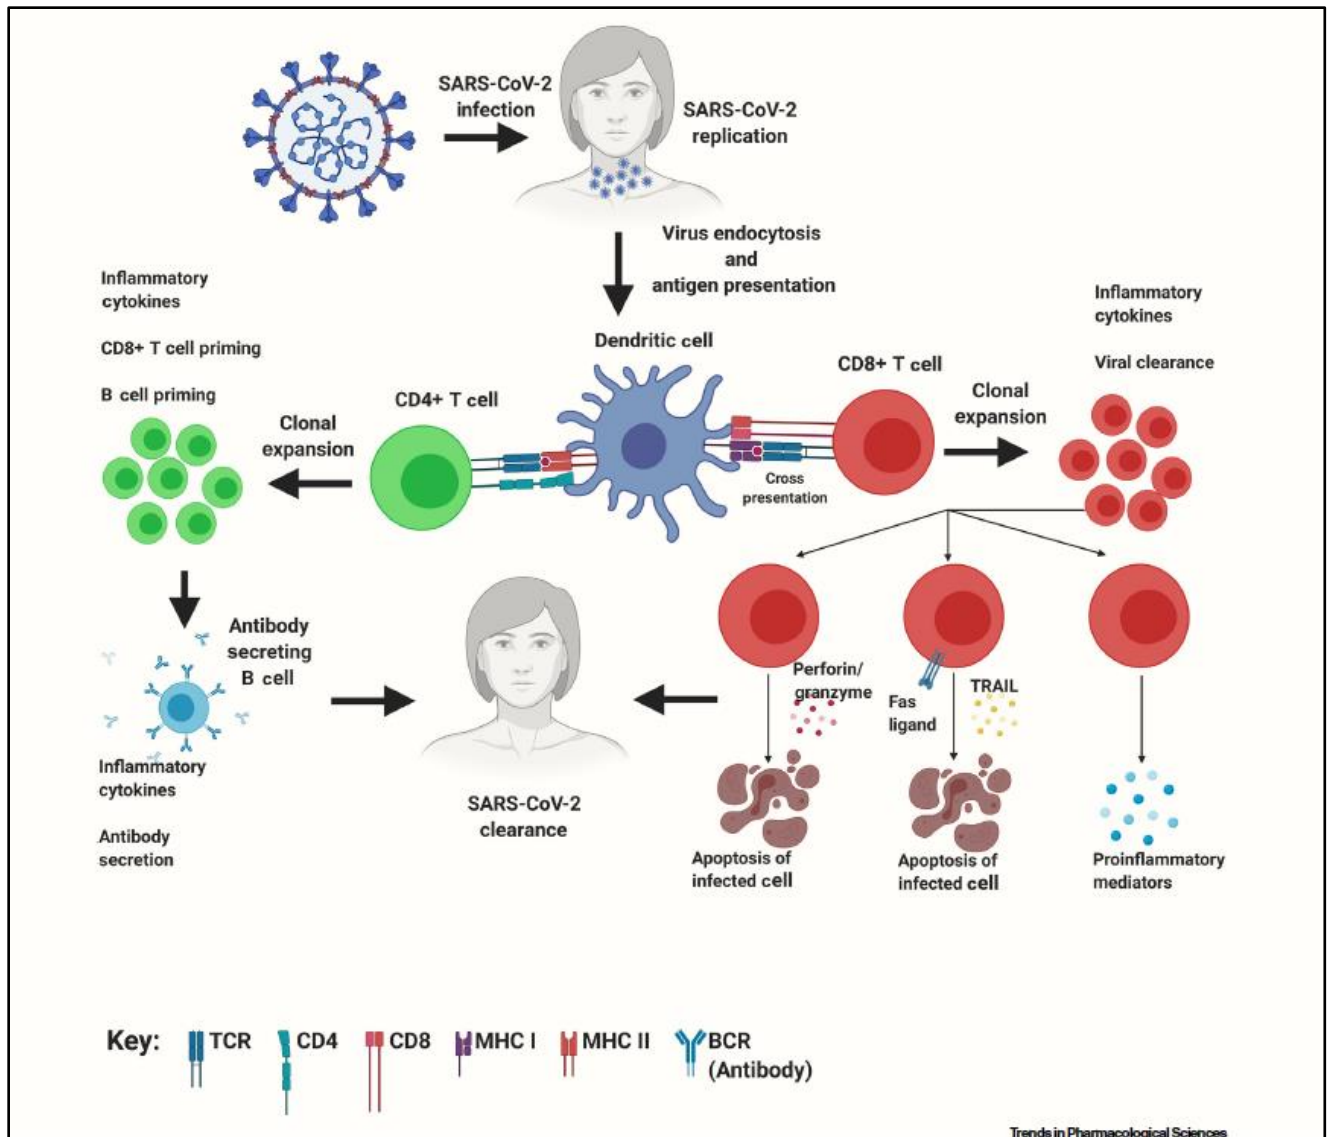 SARS-CoV-2
infection
SARS-CoV-2
replication
Virus endocytosis
and
antigen presentation
Inflammatory
cytokines
CD8+ T cell priming
B cell priming
Clonal
expansion
CD4+ T cell
Dendritic cell
CD8+ T cell
Clonal
expansion
Inflammatory
cytokines
Viral clearance
Cross
presentation
Antibody
secreting
B cell
Inflammatory
cytokines
Antibody
secretion
SARS-CoV-2
clearance
Perforin/
granzyme
Fas
ligand
TRAIL
Apoptosis of
infected cell
Apoptosis of
infected cell
Proinflammatory
mediators
Key:
TCR
CD4
CD8
MHC I
MHC II
BCR
(Antibody)
Trends in Pharmacological Sciences